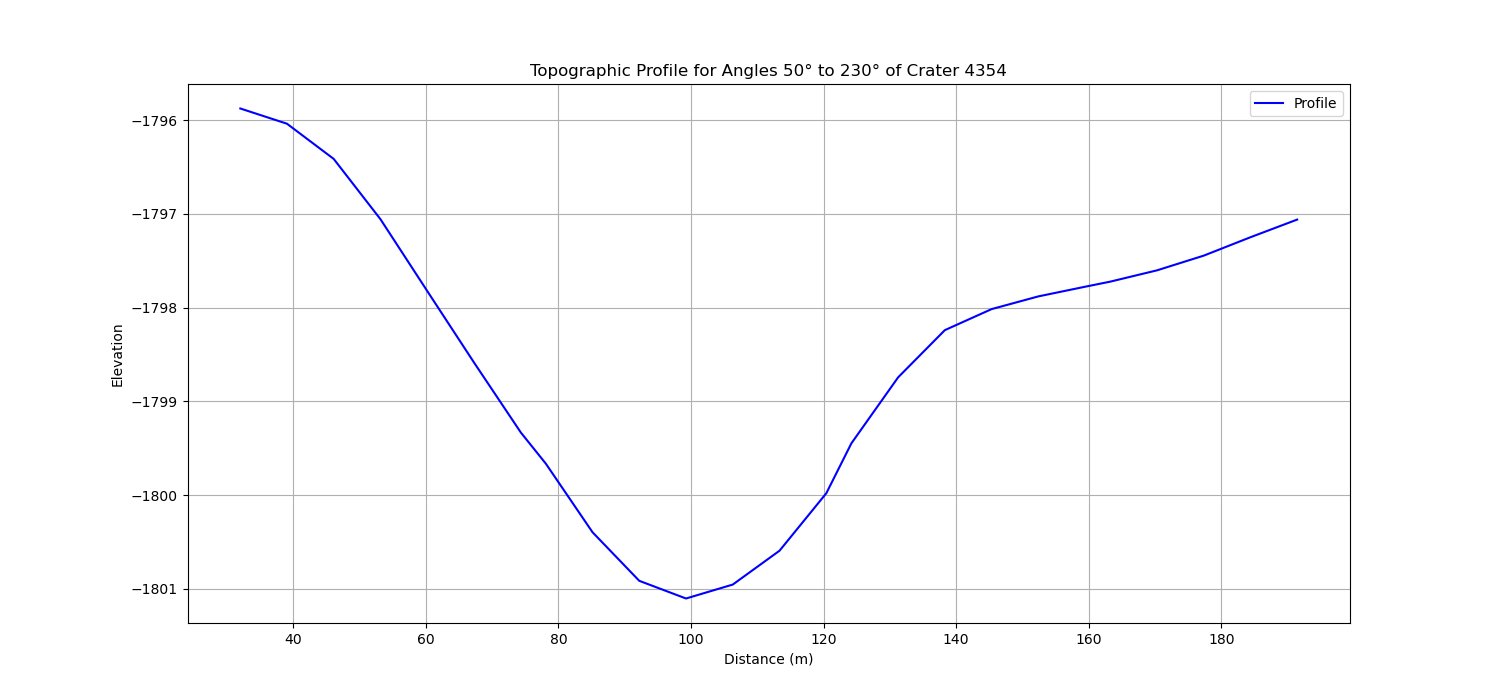 Topographic Profile for Angles 50° to 230° of Crater 4354
Profile
−1796
−1797
−1798
−1799
−1800
−1801
Elevation
40 60 80 100 120 140 160 180
Distance (m)